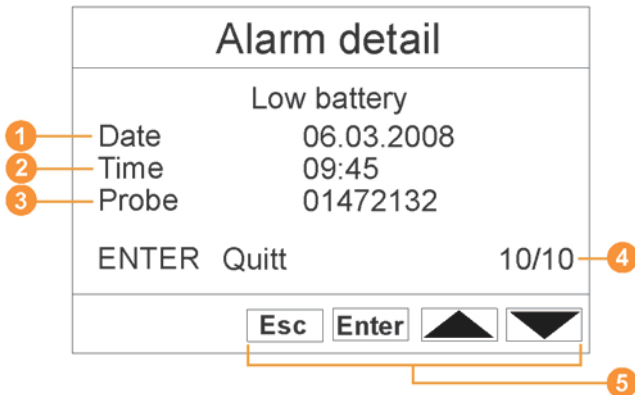 Alarm detail
Low battery
1 Date 06.03.2008
2 Time 09:45
3 Probe 01472132
ENTER Quitt 10/10 4
Esc Enter
5